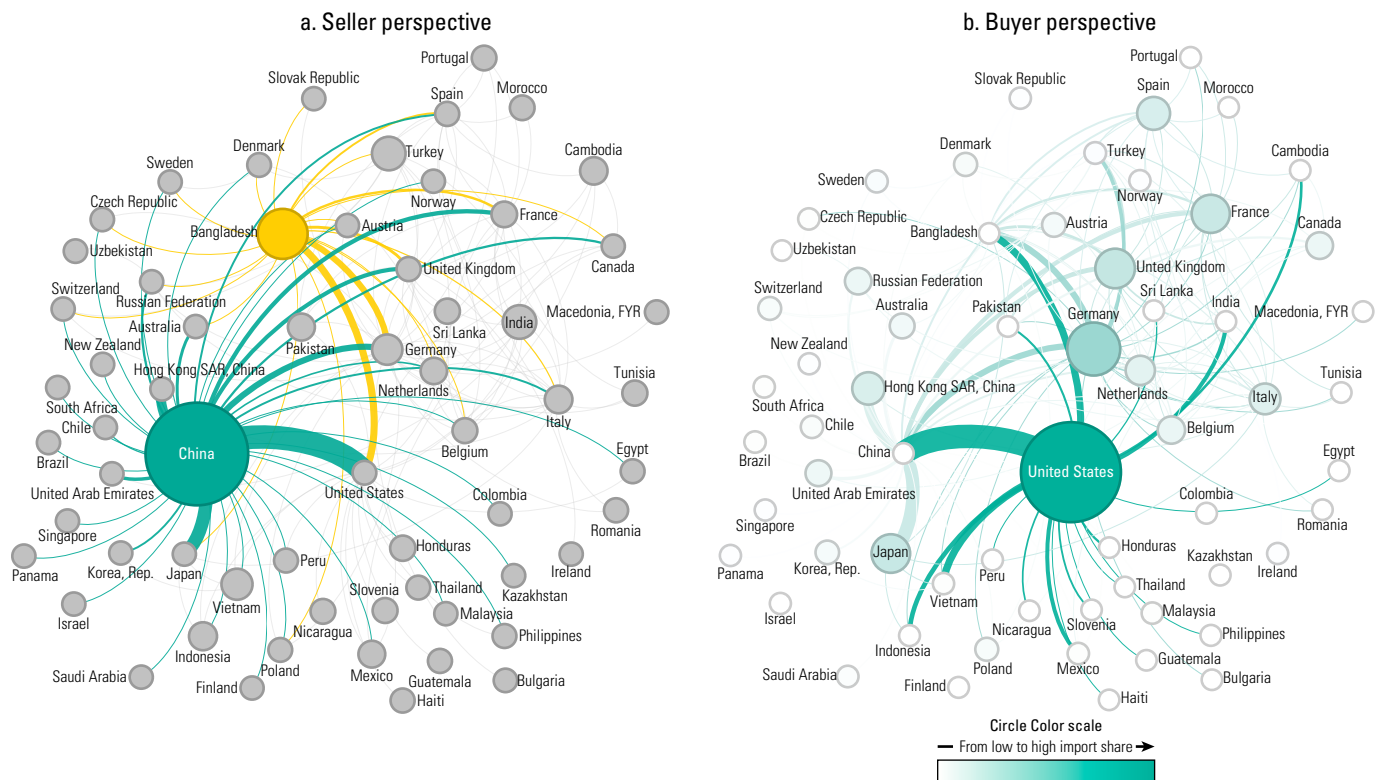 a. Seller perspective
Portugal
Slovak Republic
Morocco
Spain
Denmark
Turkey
Cambodia
Sweden
Norway
Czech Republic
France
Bangladesh
Austria
Uzbekistan
Canada
United Kingdom
Switzerland
Russian Federation
Macedonia, FYR
Australia
Sri Lanka
India
Pakistan
New Zealand
Germany
Hong Kong SAR, China
Netherlands
Tunisia
South Africa
Italy
Chile
Belgium
China
Brazil
Egypt
United Arab Emirates
United States
Colombia
Singapore
Romania
Honduras
Panama
Korea, Rep.
Japan
Peru
Ireland
Kazakhstan
Vietnam
Slovenia
Thailand
Israel
Malaysia
Nicaragua
Philippines
Indonesia
Saudi Arabia
Poland
Mexico
Guatemala
Finland
Bulgaria
Haiti
b. Buyer perspective
Portugal
Slovak Republic
Spain
Morocco
Denmark
Turkey
Cambodia
Sweden
Norway
Czech Republic
France
Bangladesh
Austria
Canada
Uzbekistan
United Kingdom
Russian Federation
Switzerland
Sri Lanka
Australia
Pakistan
India
Macedonia, FYR
Germany
New Zealand
Tunisia
Hong Kong SAR, China
Netherlands
Italy
South Africa
Chile
Belgium
Brazil
China
Egypt
United States
United Arab Emirates
Colombia
Singapore
Romania
Honduras
Japan
Kazakhstan
Korea, Rep.
Panama
Peru
Ireland
Thailand
Vietnam
Israel
Malaysia
Nicaragua
Slovenia
Philippines
Indonesia
Guatemala
Poland
Mexico
Saudi Arabia
Bulgaria
Finland
Haiti
Circle Color scale
From low to high import share